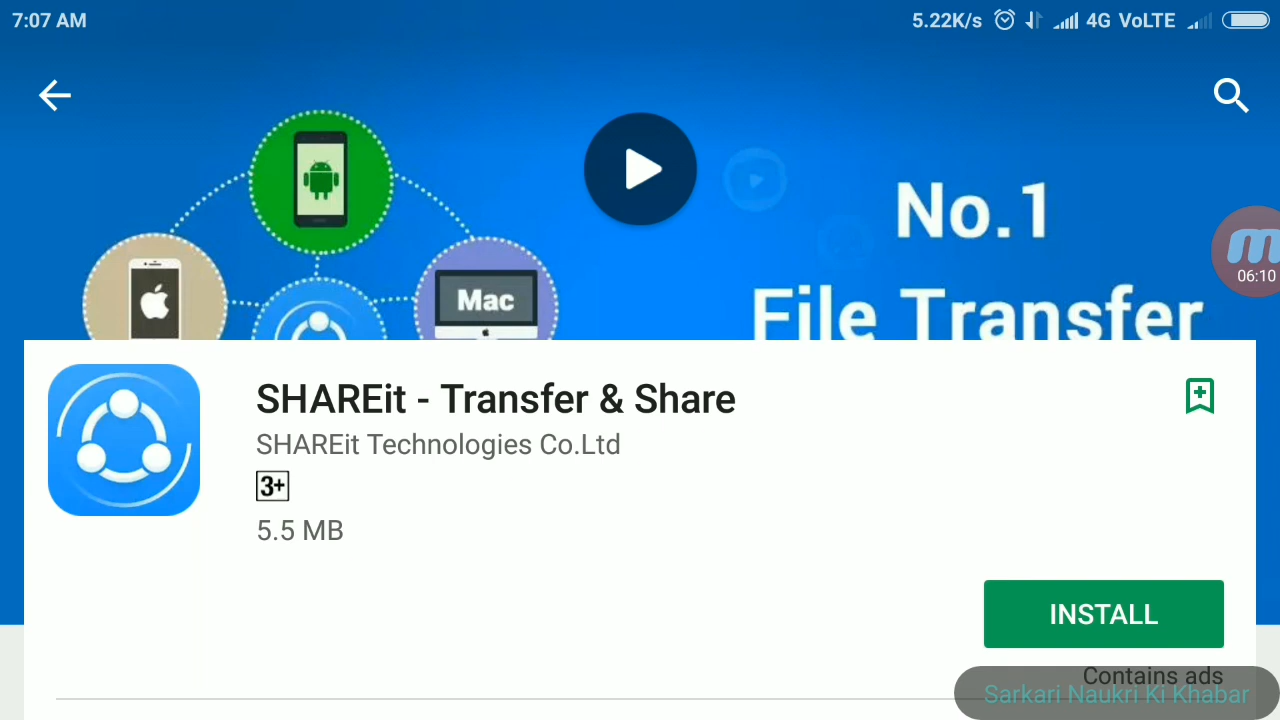 7:07 AM
5.22K/s 4G VoLTE
Mac
No.1
File Transfer
06:10
SHAREit - Transfer & Share
SHAREit Technologies Co.Ltd
3+
5.5 MB
INSTALL
Contains ads
Sarkari Naukri Ki Khabar